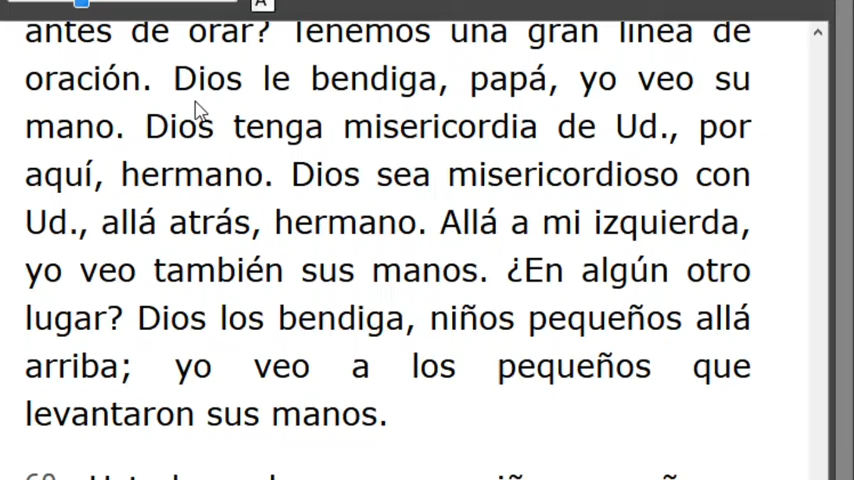 A
antes de orar? Tenemos una gran línea de
oración. Dios le bendiga, papá, yo veo su
mano. Dios tenga misericordia de Ud., por
aquí, hermano. Dios sea misericordioso con
Ud., allá atrás, hermano. Allá a mi izquierda,
yo veo también sus manos. ¿En algún otro
lugar? Dios los bendiga, niños pequeños allá
arriba; yo veo a los pequeños que
levantaron sus manos.